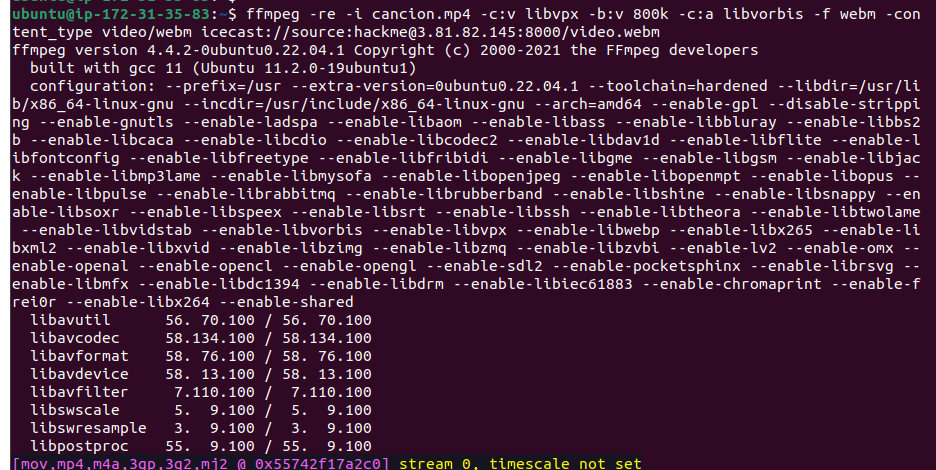 ubuntu@ip-172-31-35-83:~$ ffmpeg -re -i cancion.mp4 -c:v libvpx -b:v 800k -c:a libvorbis -f webm -con
tent_type video/webm icecast://source:hackme@3.81.82.145:8000/video.webm
ffmpeg version 4.4.2-0ubuntu0.22.04.1 Copyright (c) 2000-2021 the FFmpeg developers
  built with gcc 11 (Ubuntu 11.2.0-19ubuntu1)
  configuration: --prefix=/usr --extra-version=0ubuntu0.22.04.1 --toolchain=hardened --libdir=/usr/li
b/x86_64-linux-gnu --incdir=/usr/include/x86_64-linux-gnu --arch=amd64 --enable-gpl --disable-strippi
ng --enable-gnutls --enable-ladspa --enable-libaom --enable-libass --enable-libbluray --enable-libbs2
b --enable-libcaca --enable-libcdio --enable-libcodec2 --enable-libdav1d --enable-libflite --enable-l
ibfontconfig --enable-libfreetype --enable-libfribidi --enable-libgme --enable-libgsm --enable-libjac
k --enable-libmp3lame --enable-libmysofa --enable-libopenjpeg --enable-libopenmpt --enable-libopus --
enable-libpulse --enable-librabbitmq --enable-librubberband --enable-libshine --enable-libsnappy --en
able-libsoxr --enable-libspeex --enable-libsrt --enable-libssh --enable-libtheora --enable-libtwolame
 --enable-libvidstab --enable-libvorbis --enable-libvpx --enable-libwebp --enable-libx265 --enable-li
bxml2 --enable-libxvid --enable-libzimg --enable-libzmq --enable-libzvbi --enable-lv2 --enable-omx --
enable-openal --enable-opencl --enable-opengl --enable-sdl2 --enable-pocketsphinx --enable-librsvg --
enable-libmfx --enable-libdc1394 --enable-libdrm --enable-libiec61883 --enable-chromaprint --enable-f
rei0r --enable-libx264 --enable-shared
  libavutil      56. 70.100 / 56. 70.100
  libavcodec     58.134.100 / 58.134.100
  libavformat    58. 76.100 / 58. 76.100
  libavdevice    58. 13.100 / 58. 13.100
  libavfilter     7.110.100 /  7.110.100
  libswscale      5.  9.100 /  5.  9.100
  libswresample   3.  9.100 /  3.  9.100
  libpostproc    55.  9.100 / 55.  9.100
[mov,mp4,m4a,3gp,3g2,mj2 @ 0x55742f17a2c0] stream 0, timescale not set